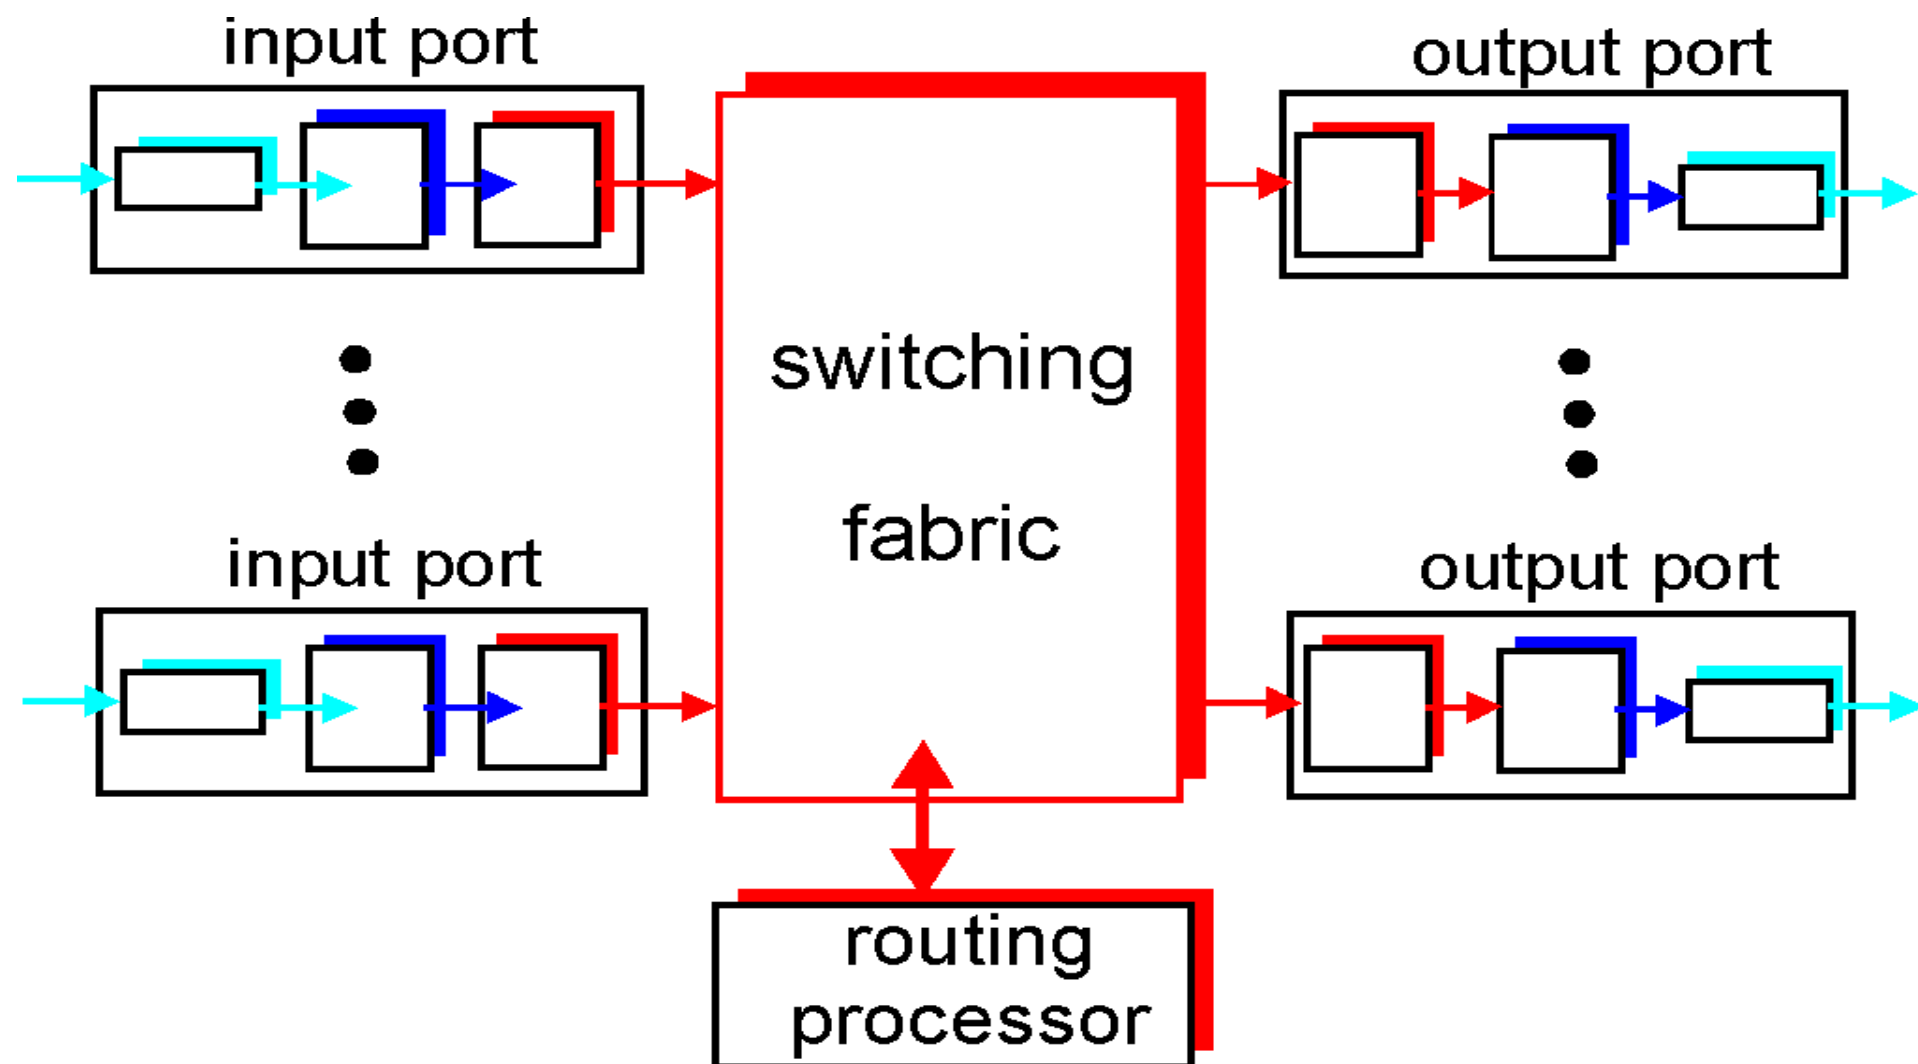 input port
output port
switching
fabric
input port
output port
routing
processor